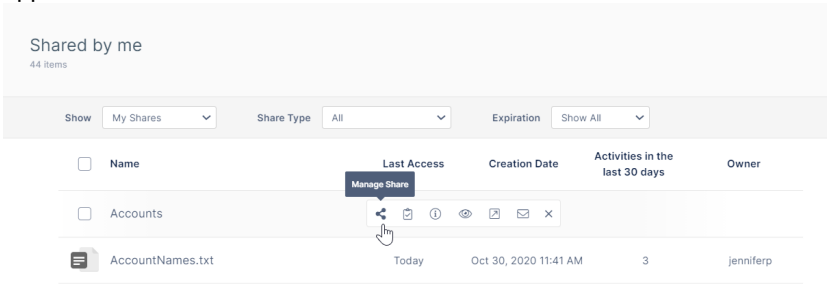 Shared by me
44 items
Show My Shares Share Type All Expiration Show All
Name Last Access Creation Date Activities in the last 30 days Owner
Manage Share
Accounts
AccountNames.txt Today Oct 30, 2020 11:41 AM 3 jenniferp